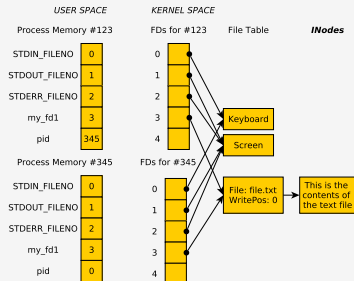 USER SPACE KERNEL SPACE
Process Memory #123 FDs for #123 File Table INodes
STDIN_FILENO 0 0
STDOUT_FILENO 1 1
STDERR_FILENO 2 2
my_fd1 3 3
pid 345 4
Keyboard
Screen
Process Memory #345 FDs for #345
STDIN_FILENO 0 0
STDOUT_FILENO 1 1
STDERR_FILENO 2 2
my_fd1 3 3
pid 0 4
File: file.txt
WritePos: 0
This is the
contents of
the text file